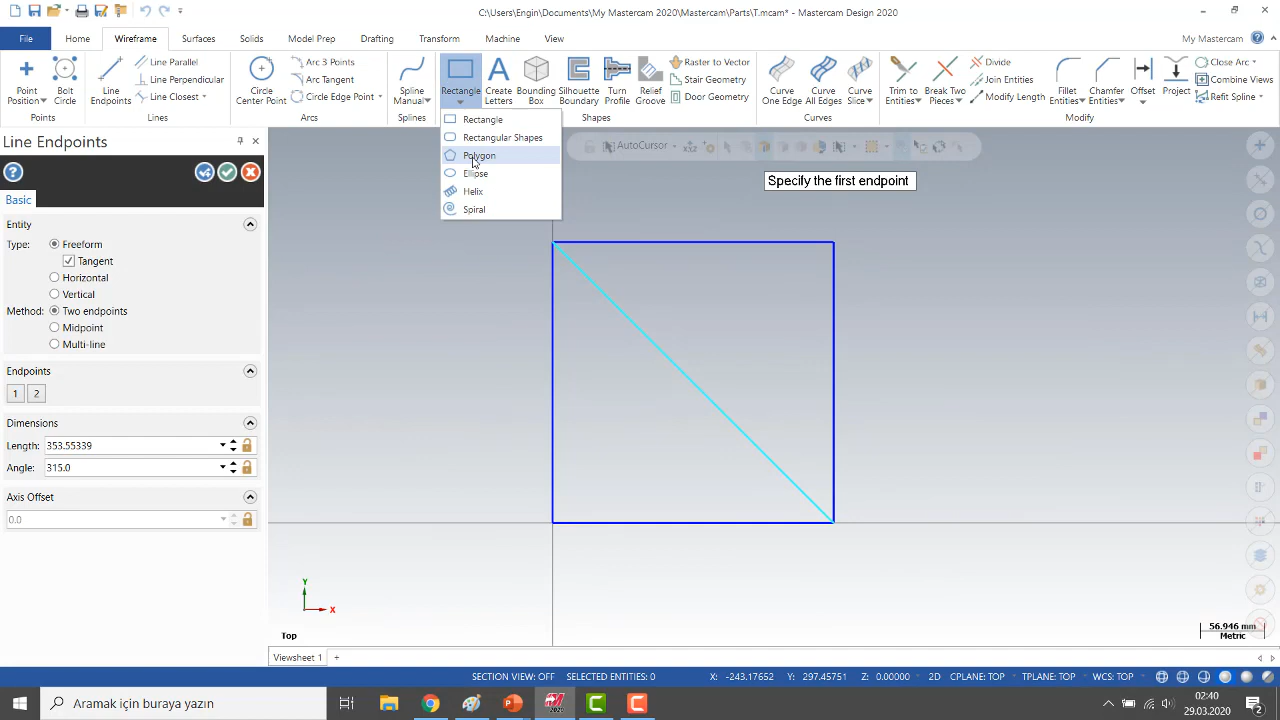 C:\Users\Engin\Documents\My Mastercam 2020\Mastercam\Parts\T.mcam* - Mastercam Design 2020
File
Home
Wireframe
Surfaces
Solids
Model Prep
Drafting
Transform
Machine
View
My Mastercam
Point Position
Bolt Circle
Points
Line Endpoints
Line Parallel
Line Perpendicular
Line Closest
Lines
Circle Center Point
Arc 3 Points
Arc Tangent
Circle Edge Point
Arcs
Spline Manual
Splines
Rectangle
Create Letters
Bounding Box
Silhouette Boundary
Turn Profile
Relief Groove
Raster to Vector
Stair Geometry
Door Geometry
Shapes
Curve One Edge
Curve All Edges
Curve Slice
Curves
Trim to Entities
Break Two Pieces
Divide
Join Entities
Modify Length
Fillet Entities
Chamfer Entities
Offset
Project
Close Arc
Combine Views
Refit Spline
Modify
Rectangle
Rectangular Shapes
Polygon
Ellipse
Helix
Spiral
AutoCursor
Specify the first endpoint
Line Endpoints
Basic
Entity
Type:
Freeform
Tangent
Horizontal
Vertical
Method:
Two endpoints
Midpoint
Multi-line
Endpoints
1
2
Dimensions
Length:
353.55339
Angle:
315.0
Axis Offset
0.0
Y
X
Top
56.946 mm
Metric
Viewsheet 1
+
SECTION VIEW: OFF
SELECTED ENTITIES: 0
X: -243.17652
Y: 297.45751
Z: 0.00000
2D
CPLANE: TOP
TPLANE: TOP
WCS: TOP
Aramak için buraya yazın
2020
02:40
29.03.2020
2